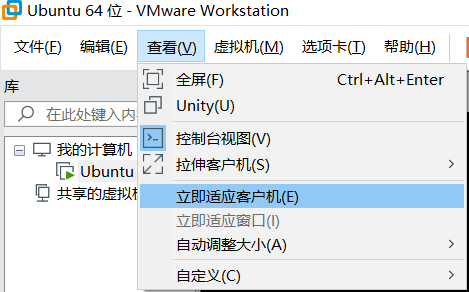 Ubuntu 64 位 - VMware Workstation
文件(F) 编辑(E) 查看(V) 虚拟机(M) 选项卡(T) 帮助(H)
库
在此处键入内
我的计算机
Ubuntu
共享的虚拟
全屏(F) Ctrl+Alt+Enter
Unity(U)
控制台视图(V)
拉伸客户机(S)
立即适应客户机(E)
立即适应窗口(I)
自动调整大小(A)
自定义(C)